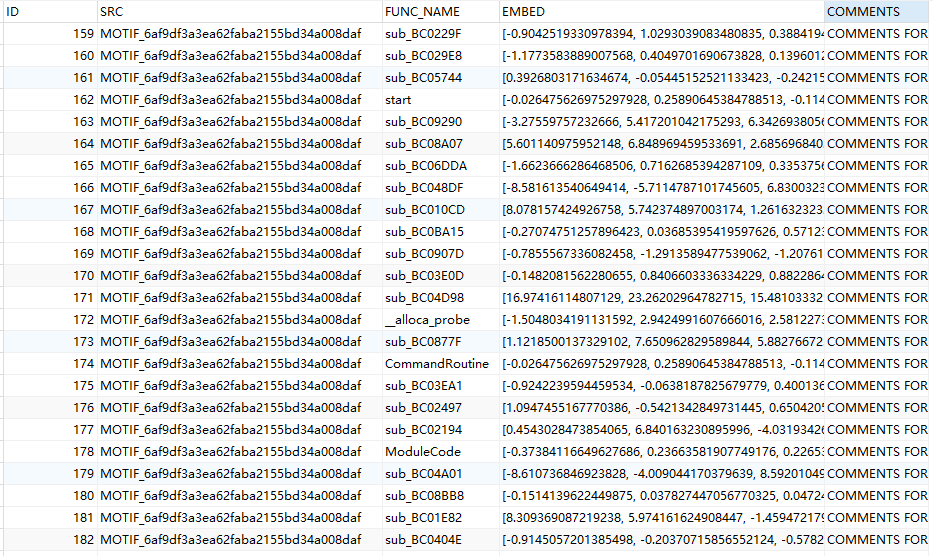 ID SRC FUNC_NAME EMBED COMMENTS
159 MOTIF_6af9df3a3ea62faba2155bd34a008daf sub_BC0229F [-0.9042519330978394, 1.0293039083480835, 0.3884194 COMMENTS FOR
160 MOTIF_6af9df3a3ea62faba2155bd34a008daf sub_BC029E8 [-1.1773583889007568, 0.4049701690673828, 0.1396012 COMMENTS FOR
161 MOTIF_6af9df3a3ea62faba2155bd34a008daf sub_BC05744 [0.3926803171634674, -0.05445152521133423, -0.24215 COMMENTS FOR
162 MOTIF_6af9df3a3ea62faba2155bd34a008daf start [-0.026475626975297928, 0.25890645384788513, -0.114 COMMENTS FOR
163 MOTIF_6af9df3a3ea62faba2155bd34a008daf sub_BC09290 [-3.27559757232666, 5.417201042175293, 6.3426938056 COMMENTS FOR
164 MOTIF_6af9df3a3ea62faba2155bd34a008daf sub_BC08A07 [5.601140975952148, 6.848969459533691, 2.685696840 COMMENTS FOR
165 MOTIF_6af9df3a3ea62faba2155bd34a008daf sub_BC06DDA [-1.6623666286468506, 0.7162685394287109, 0.3353756 COMMENTS FOR
166 MOTIF_6af9df3a3ea62faba2155bd34a008daf sub_BC048DF [-8.581613540649414, -5.7114787101745605, 6.8300323 COMMENTS FOR
167 MOTIF_6af9df3a3ea62faba2155bd34a008daf sub_BC010CD [8.078157424926758, 5.742374897003174, 1.261632323 COMMENTS FOR
168 MOTIF_6af9df3a3ea62faba2155bd34a008daf sub_BC0BA15 [-0.27074751257896423, 0.03685395419597626, 0.57123 COMMENTS FOR
169 MOTIF_6af9df3a3ea62faba2155bd34a008daf sub_BC0907D [-0.7855567336082458, -1.2913589477539062, -1.20761 COMMENTS FOR
170 MOTIF_6af9df3a3ea62faba2155bd34a008daf sub_BC03E0D [-0.1482081562280655, 0.8406603336334229, 0.8822864 COMMENTS FOR
171 MOTIF_6af9df3a3ea62faba2155bd34a008daf sub_BC04D98 [16.97416114807129, 23.26202964782715, 15.48103332 COMMENTS FOR
172 MOTIF_6af9df3a3ea62faba2155bd34a008daf __alloca_probe [-1.5048034191131592, 2.9424991607666016, 2.5812273 COMMENTS FOR
173 MOTIF_6af9df3a3ea62faba2155bd34a008daf sub_BC0877F [1.1218500137329102, 7.650962829589844, 5.88276672 COMMENTS FOR
174 MOTIF_6af9df3a3ea62faba2155bd34a008daf CommandRoutine [-0.026475626975297928, 0.25890645384788513, -0.114 COMMENTS FOR
175 MOTIF_6af9df3a3ea62faba2155bd34a008daf sub_BC03EA1 [-0.9242239594459534, -0.0638187825679779, 0.400136 COMMENTS FOR
176 MOTIF_6af9df3a3ea62faba2155bd34a008daf sub_BC02497 [1.0947455167770386, -0.5421342849731445, 0.6504205 COMMENTS FOR
177 MOTIF_6af9df3a3ea62faba2155bd34a008daf sub_BC02194 [0.4543028473854065, 6.840163230895996, -4.03193426 COMMENTS FOR
178 MOTIF_6af9df3a3ea62faba2155bd34a008daf ModuleCode [-0.37384116649627686, 0.23663581907749176, 0.22653 COMMENTS FOR
179 MOTIF_6af9df3a3ea62faba2155bd34a008daf sub_BC04A01 [-8.610736846923828, -4.009044170379639, 8.59201049 COMMENTS FOR
180 MOTIF_6af9df3a3ea62faba2155bd34a008daf sub_BC08BB8 [-0.1514139622449875, 0.037827447056770325, 0.04724 COMMENTS FOR
181 MOTIF_6af9df3a3ea62faba2155bd34a008daf sub_BC01E82 [8.309369087219238, 5.974161624908447, -1.459472179 COMMENTS FOR
182 MOTIF_6af9df3a3ea62faba2155bd34a008daf sub_BC0404E [-0.9145057201385498, -0.20370715856552124, -0.5782 COMMENTS FOR